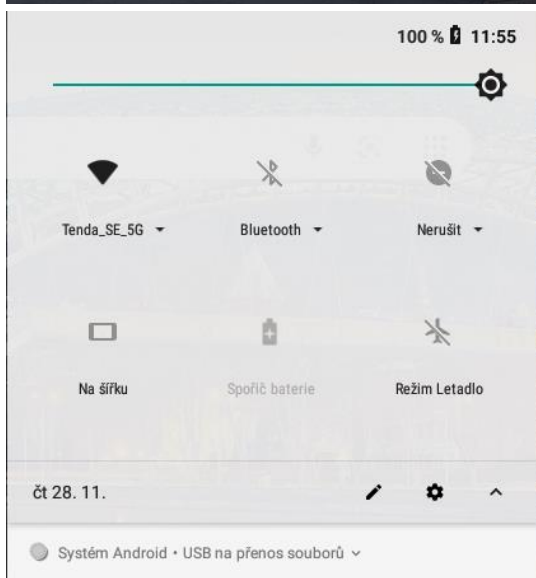 100 % 11:55
Tenda_SE_5G Bluetooth Nerušit
Na šířku Spořič baterie Režim Letadlo
čt 28. 11.
Systém Android • USB na přenos souborů